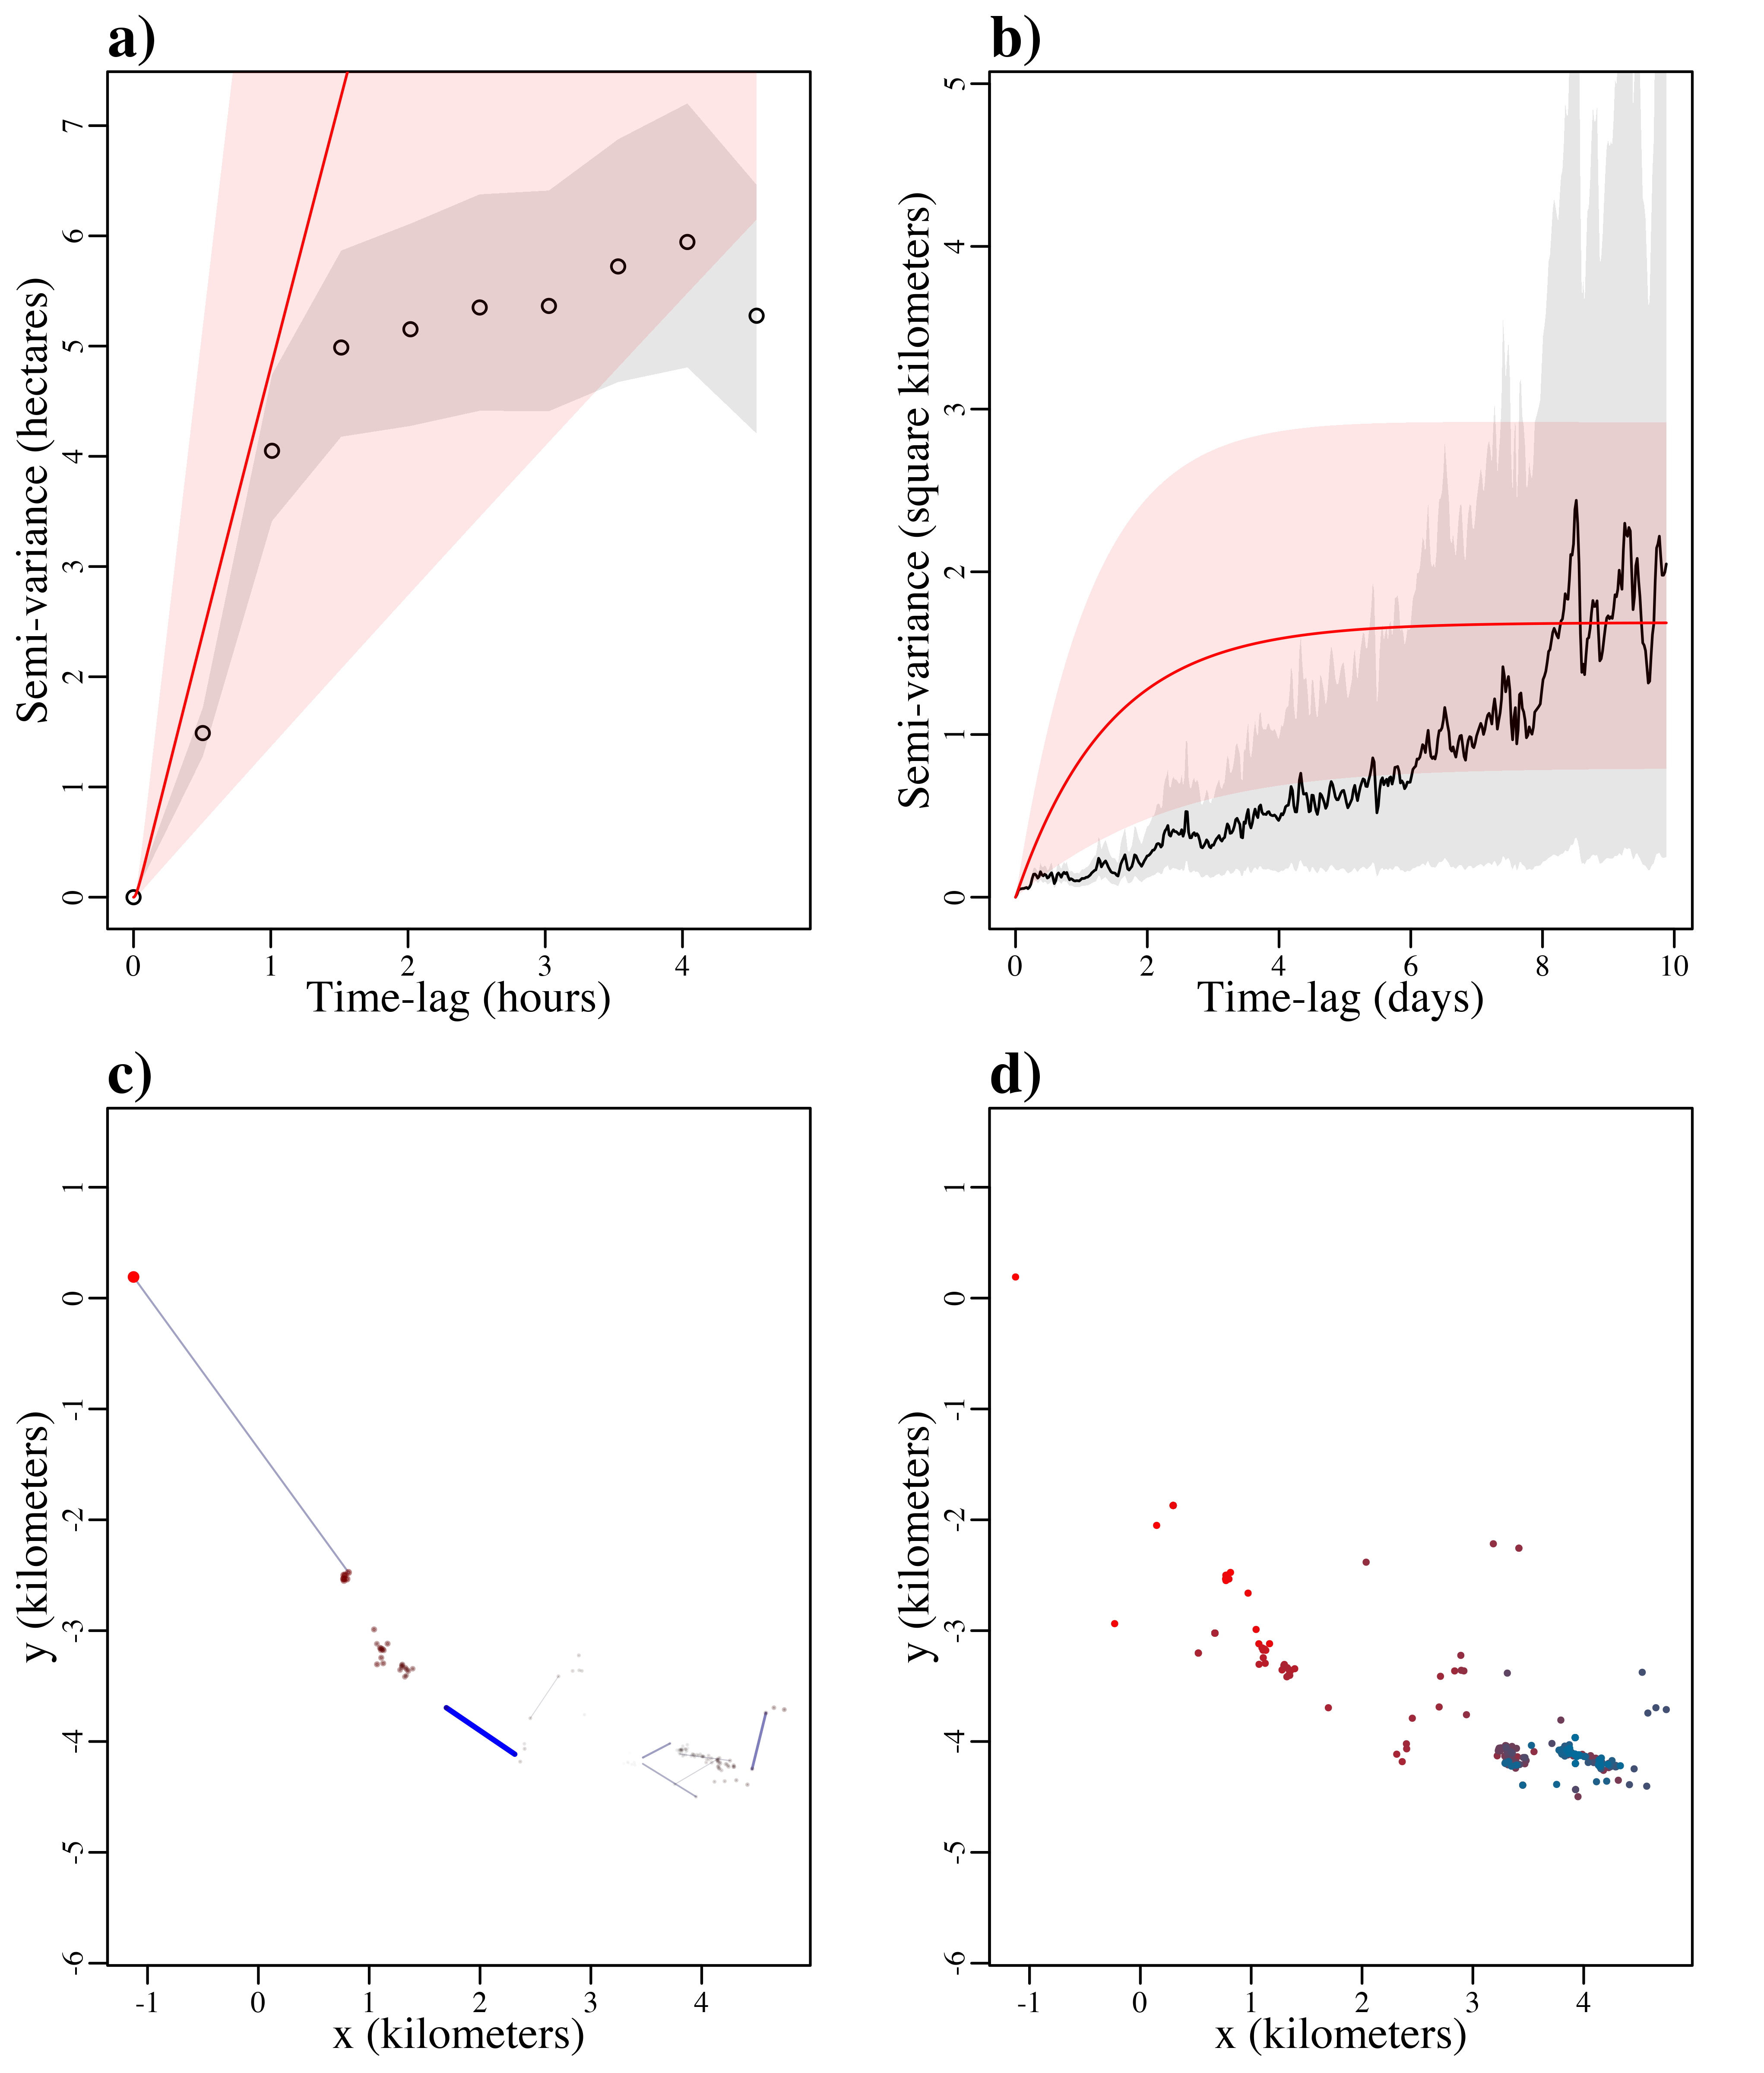 a)
Semi-variance (hectares)
7
6
5
4
3
2
1
0
0 1 2 3 4
Time-lag (hours)
b)
Semi-variance (square kilometers)
5
4
3
2
1
0
0 2 4 6 8 10
Time-lag (days)
c)
y (kilometers)
1
0
-1
-2
-3
-4
-5
-6
-1 0 1 2 3 4
x (kilometers)
d)
y (kilometers)
1
0
-1
-2
-3
-4
-5
-6
-1 0 1 2 3 4
x (kilometers)